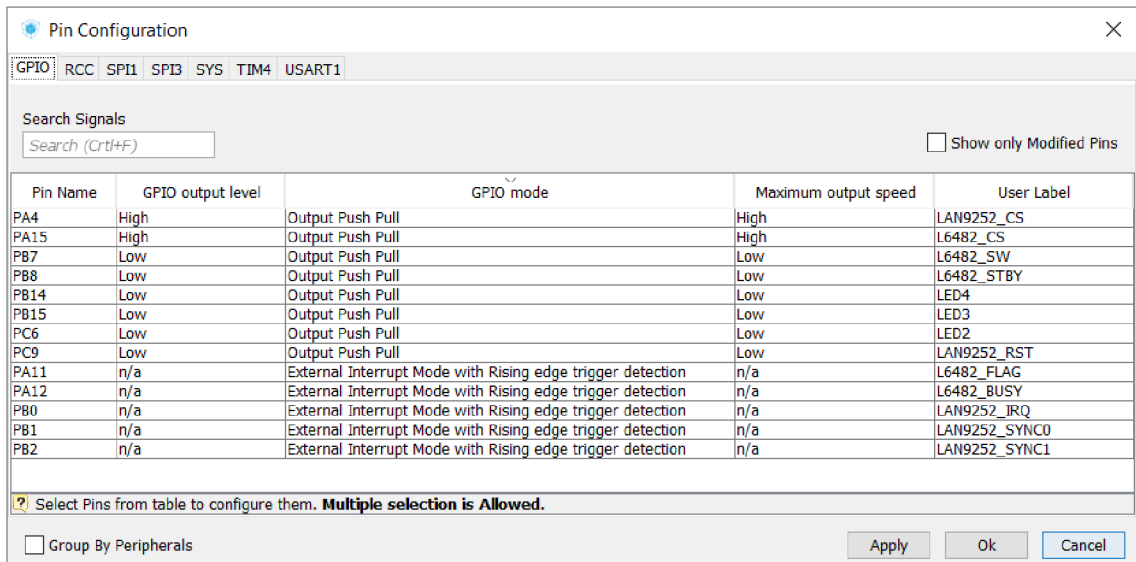 Pin Configuration
GPIO RCC SPI1 SPI3 SYS TIM4 USART1
Search Signals
Search (Crtl+F)
Show only Modified Pins
Pin Name GPIO output level GPIO mode Maximum output speed User Label
PA4 High Output Push Pull High LAN9252_CS
PA15 High Output Push Pull High L6482_CS
PB7 Low Output Push Pull Low L6482_SW
PB8 Low Output Push Pull Low L6482_STBY
PB14 Low Output Push Pull Low LED4
PB15 Low Output Push Pull Low LED3
PC6 Low Output Push Pull Low LED2
PC9 Low Output Push Pull Low LAN9252_RST
PA11 n/a External Interrupt Mode with Rising edge trigger detection n/a L6482_FLAG
PA12 n/a External Interrupt Mode with Rising edge trigger detection n/a L6482_BUSY
PB0 n/a External Interrupt Mode with Rising edge trigger detection n/a LAN9252_IRQ
PB1 n/a External Interrupt Mode with Rising edge trigger detection n/a LAN9252_SYNC0
PB2 n/a External Interrupt Mode with Rising edge trigger detection n/a LAN9252_SYNC1
? Select Pins from table to configure them. Multiple selection is Allowed.
Group By Peripherals Apply Ok Cancel